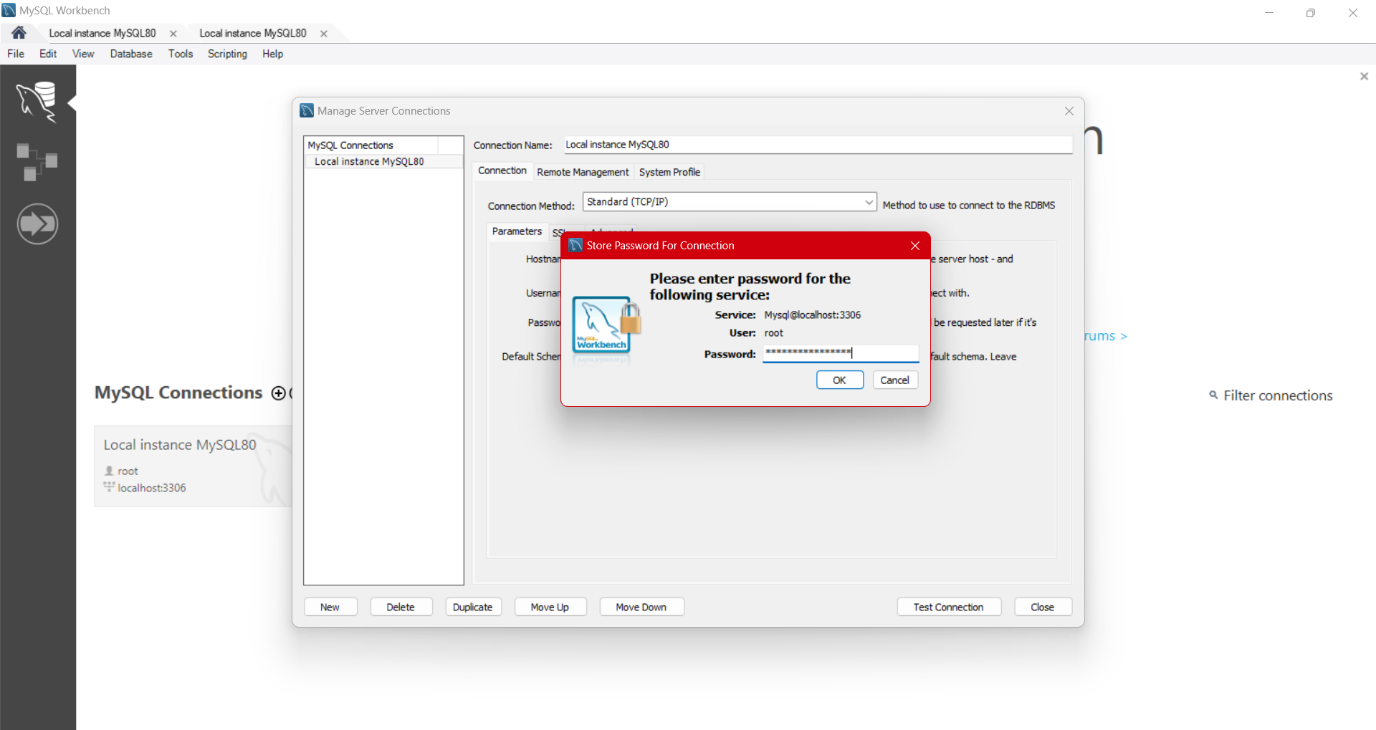 MySQL Workbench
Local instance MySQL80 Local instance MySQL80
File Edit View Database Tools Scripting Help
Manage Server Connections
MySQL Connections
Local instance MySQL80
Connection Name: Local instance MySQL80
Connection Remote Management System Profile
Connection Method: Standard (TCP/IP) Method to use to connect to the RDBMS
Parameters
Store Password For Connection
e server host - and
Please enter password for the
following service:
Service: Mysql@localhost:3306
User: root
Password: ****************
OK Cancel
MySQL Workbench
ect with.
be requested later if it's
fault schema. Leave
rums >
MySQL Connections
Filter connections
Local instance MySQL80
root
localhost:3306
New Delete Duplicate Move Up Move Down Test Connection Close